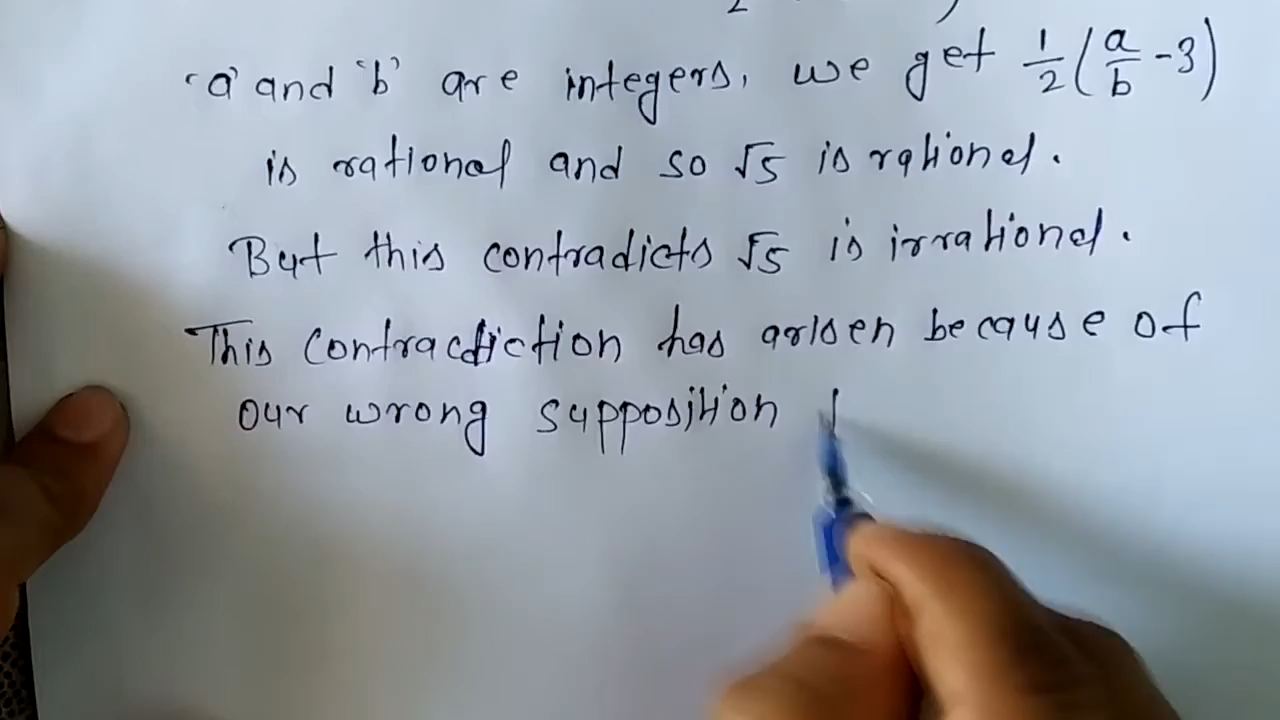 'a' and 'b' are integers, we get 1/2 (a/b - 3)
is rational and so √5 is rational.
But this contradicts √5 is irrational.
This contradiction has arisen because of
our wrong supposition